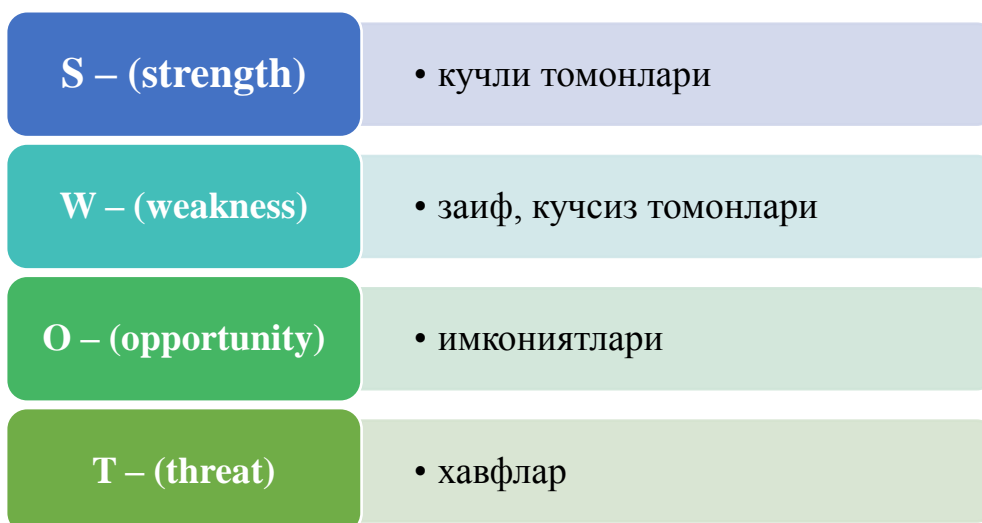 S – (strength)
• кучли томонлари
W – (weakness)
• заиф, кучсиз томонлари
O – (opportunity)
• имкониятлари
T – (threat)
• хавфлар